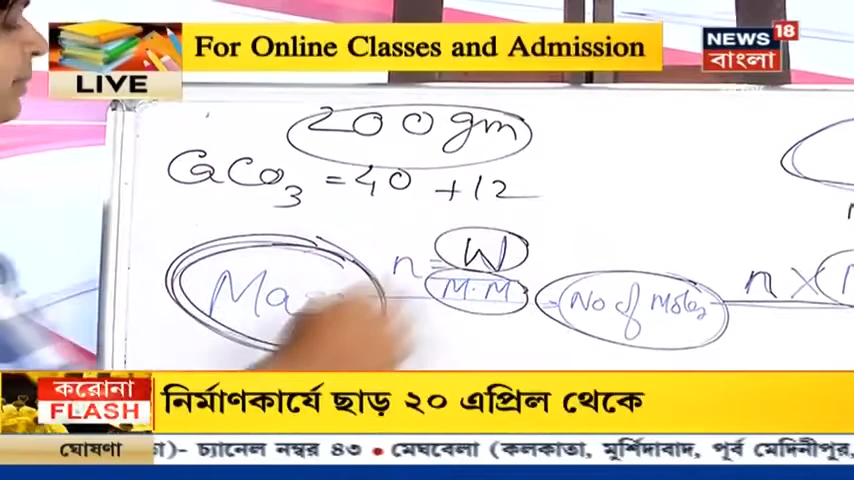 For Online Classes and Admission
NEWS 18
বাংলা
LIVE
200 gm
CaCO3 = 40 + 12
n = W
M.M
Mass
No of Moles
n X M
করোনা
FLASH
নির্মাণকার্যে ছাড় ২০ এপ্রিল থেকে
ঘোষণা
)- চ্যানেল নম্বর ৪৩ • মেঘবেলা (কলকাতা, মুর্শিদাবাদ, পূর্ব মেদিনীপুর,